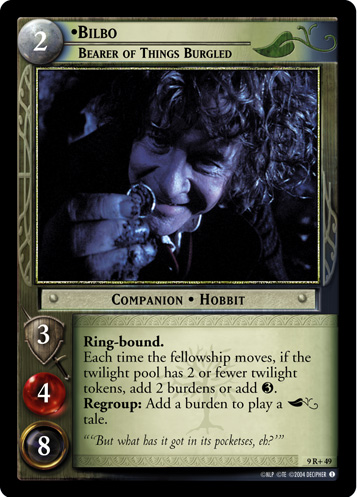 2
•Bilbo
Bearer of Things Burgled
Companion • Hobbit
3
4
8
Ring-bound.
Each time the fellowship moves, if the
twilight pool has 2 or fewer twilight
tokens, add 2 burdens or add 3.
Regroup: Add a burden to play a
tale.
“‘But what has it got in its pocketses, eh?’”
9 R+ 49
©NLP ™TE ©2004 DECIPHER 1